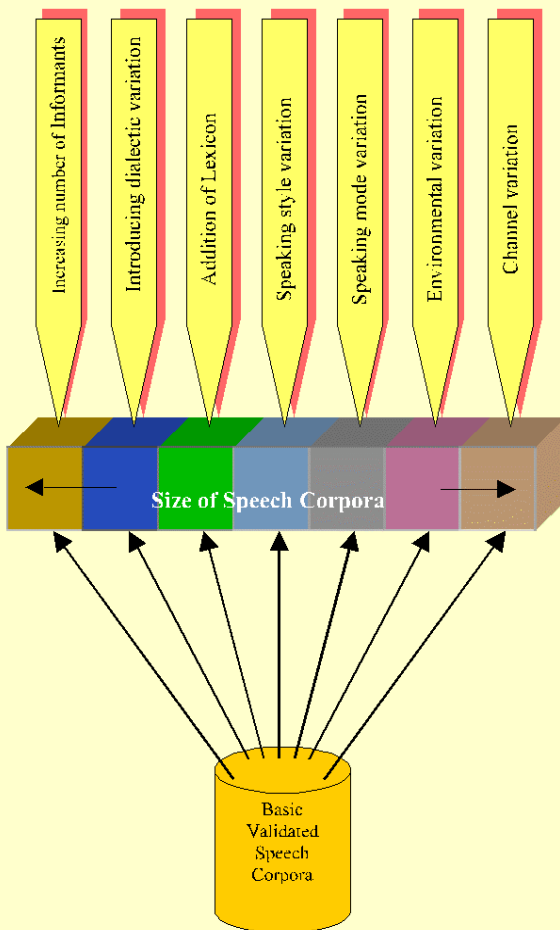 Increasing number of Informants
Introducing dialectic variation
Addition of Lexicon
Speaking style variation
Speaking mode variation
Environmental variation
Channel variation
Size of Speech Corpora
Basic
Validated
Speech
Corpora